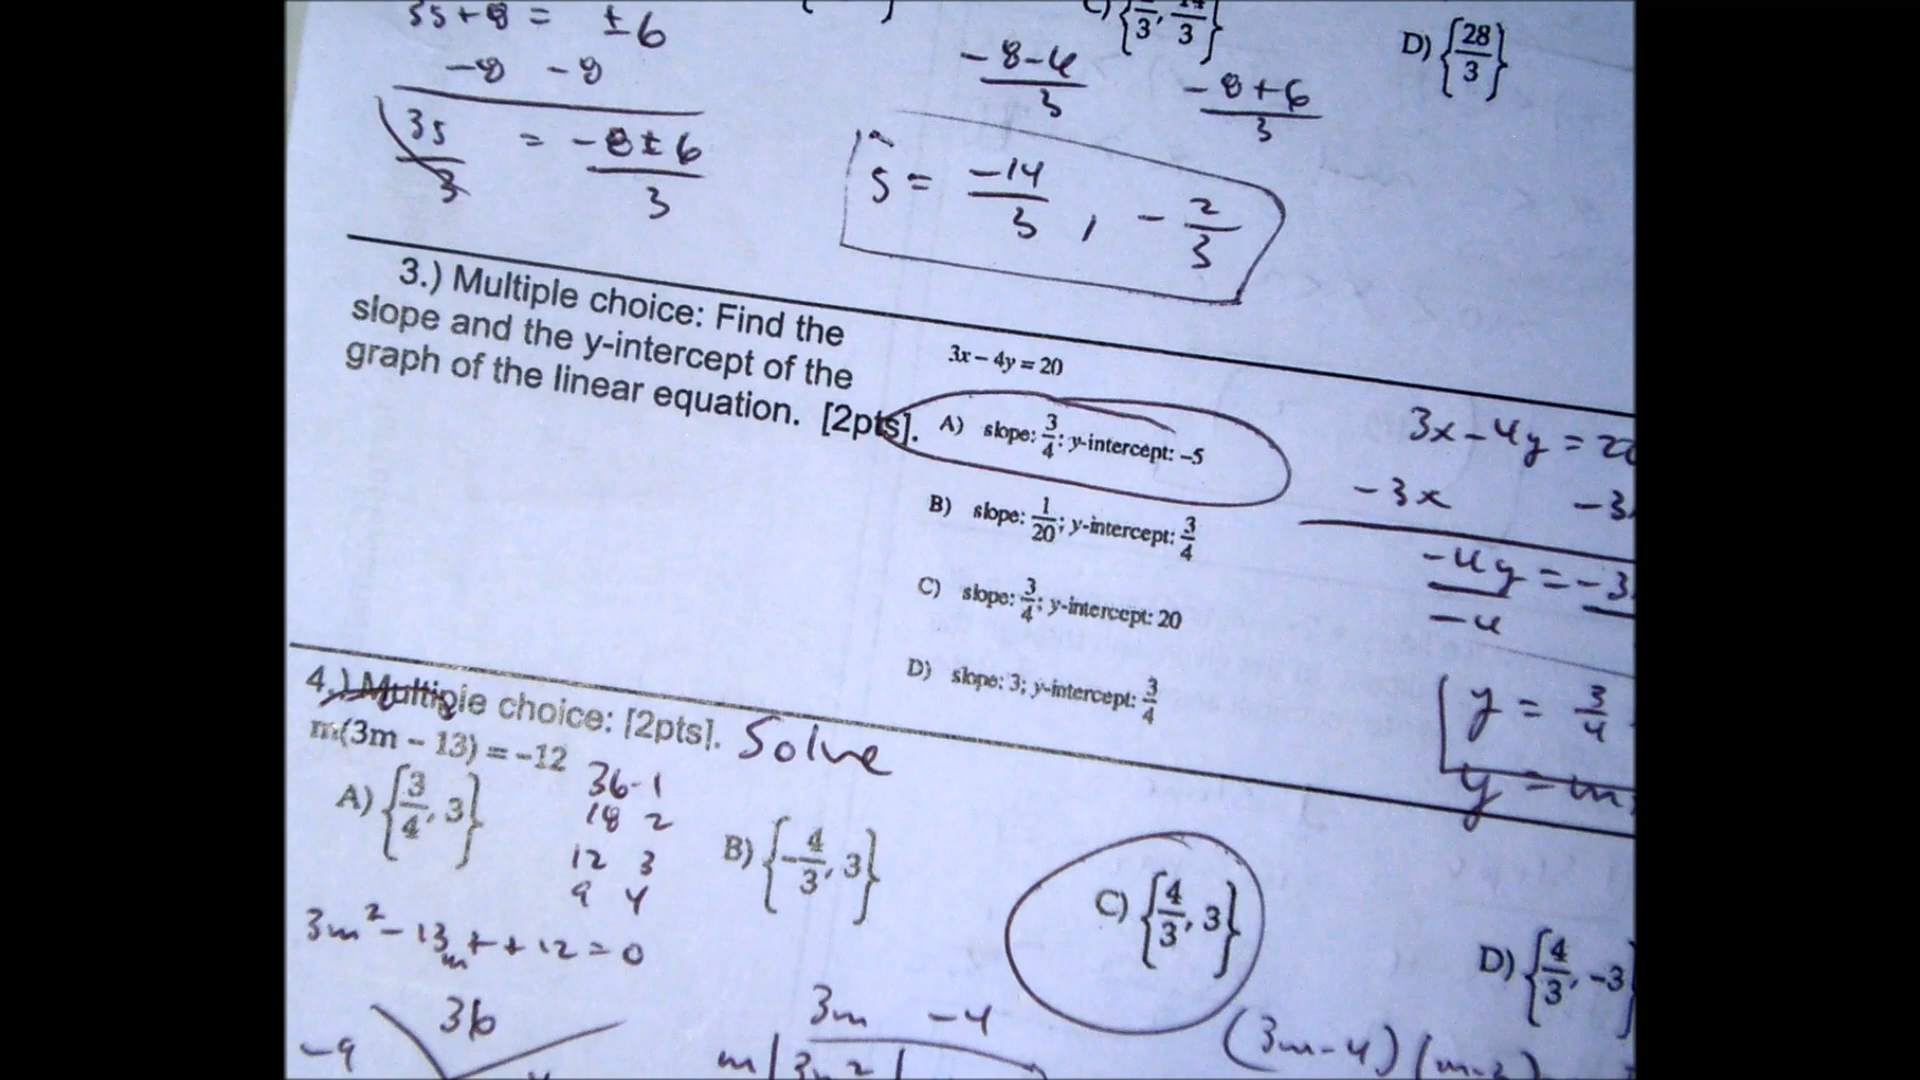 3s+8 = ±6
-8 -8
3s/3 = -8±6/3
-8-6/3
-8+6/3
s = -14/3 , -2/3
D) {28/3}
3.) Multiple choice: Find the
slope and the y-intercept of the
graph of the linear equation. [2pts].
3x – 4y = 20
A) slope: 3/4; y-intercept: –5
B) slope: 1/20; y-intercept: 3/4
C) slope: 3/4; y-intercept: 20
D) slope: 3; y-intercept: 3/4
3x-4y=20
-3x -3
-4y = -3
-4
y = 3/4
y = m
4.) Multiple choice: [2pts]. Solve
m(3m – 13) = –12
A) {3/4, 3}
B) {-4/3, 3}
C) {4/3, 3}
D) {4/3, -3}
36 1
18 2
12 3
9 4
3m²-13m + +12=0
36
-9
3m -4
m 3m²
(3m-4)